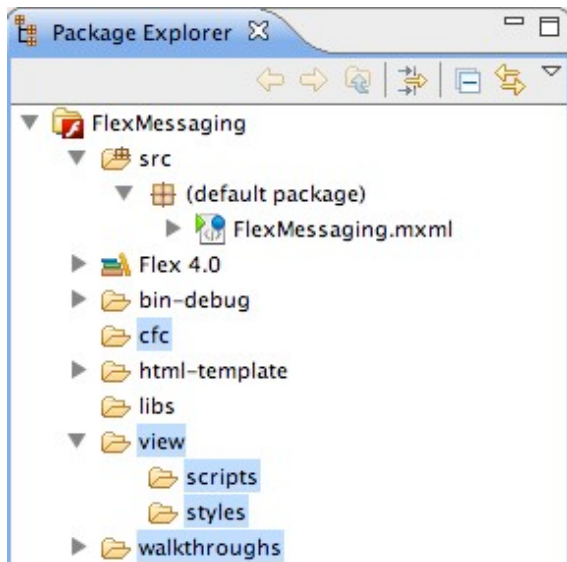 Package Explorer
FlexMessaging
src
(default package)
FlexMessaging.mxml
Flex 4.0
bin-debug
cfc
html-template
libs
view
scripts
styles
walkthroughs